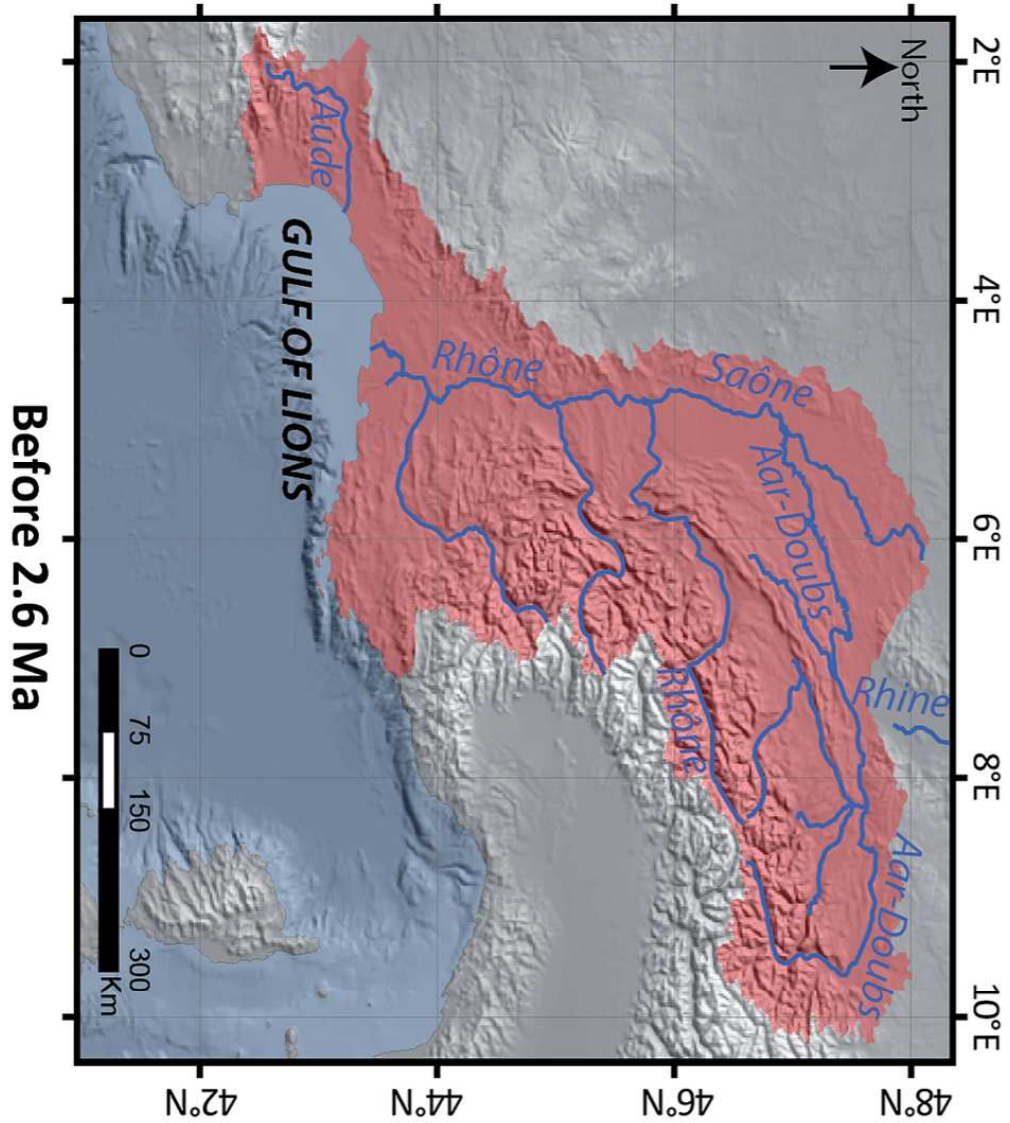 2°E
4°E
6°E
8°E
10°E
North
48°N
46°N
44°N
42°N
Rhine
Aar-Doubs
Saône
Aar-Doubs
Rhône
Rhône
Aude
GULF OF LIONS
0 75 150 300
Km
Before 2.6 Ma